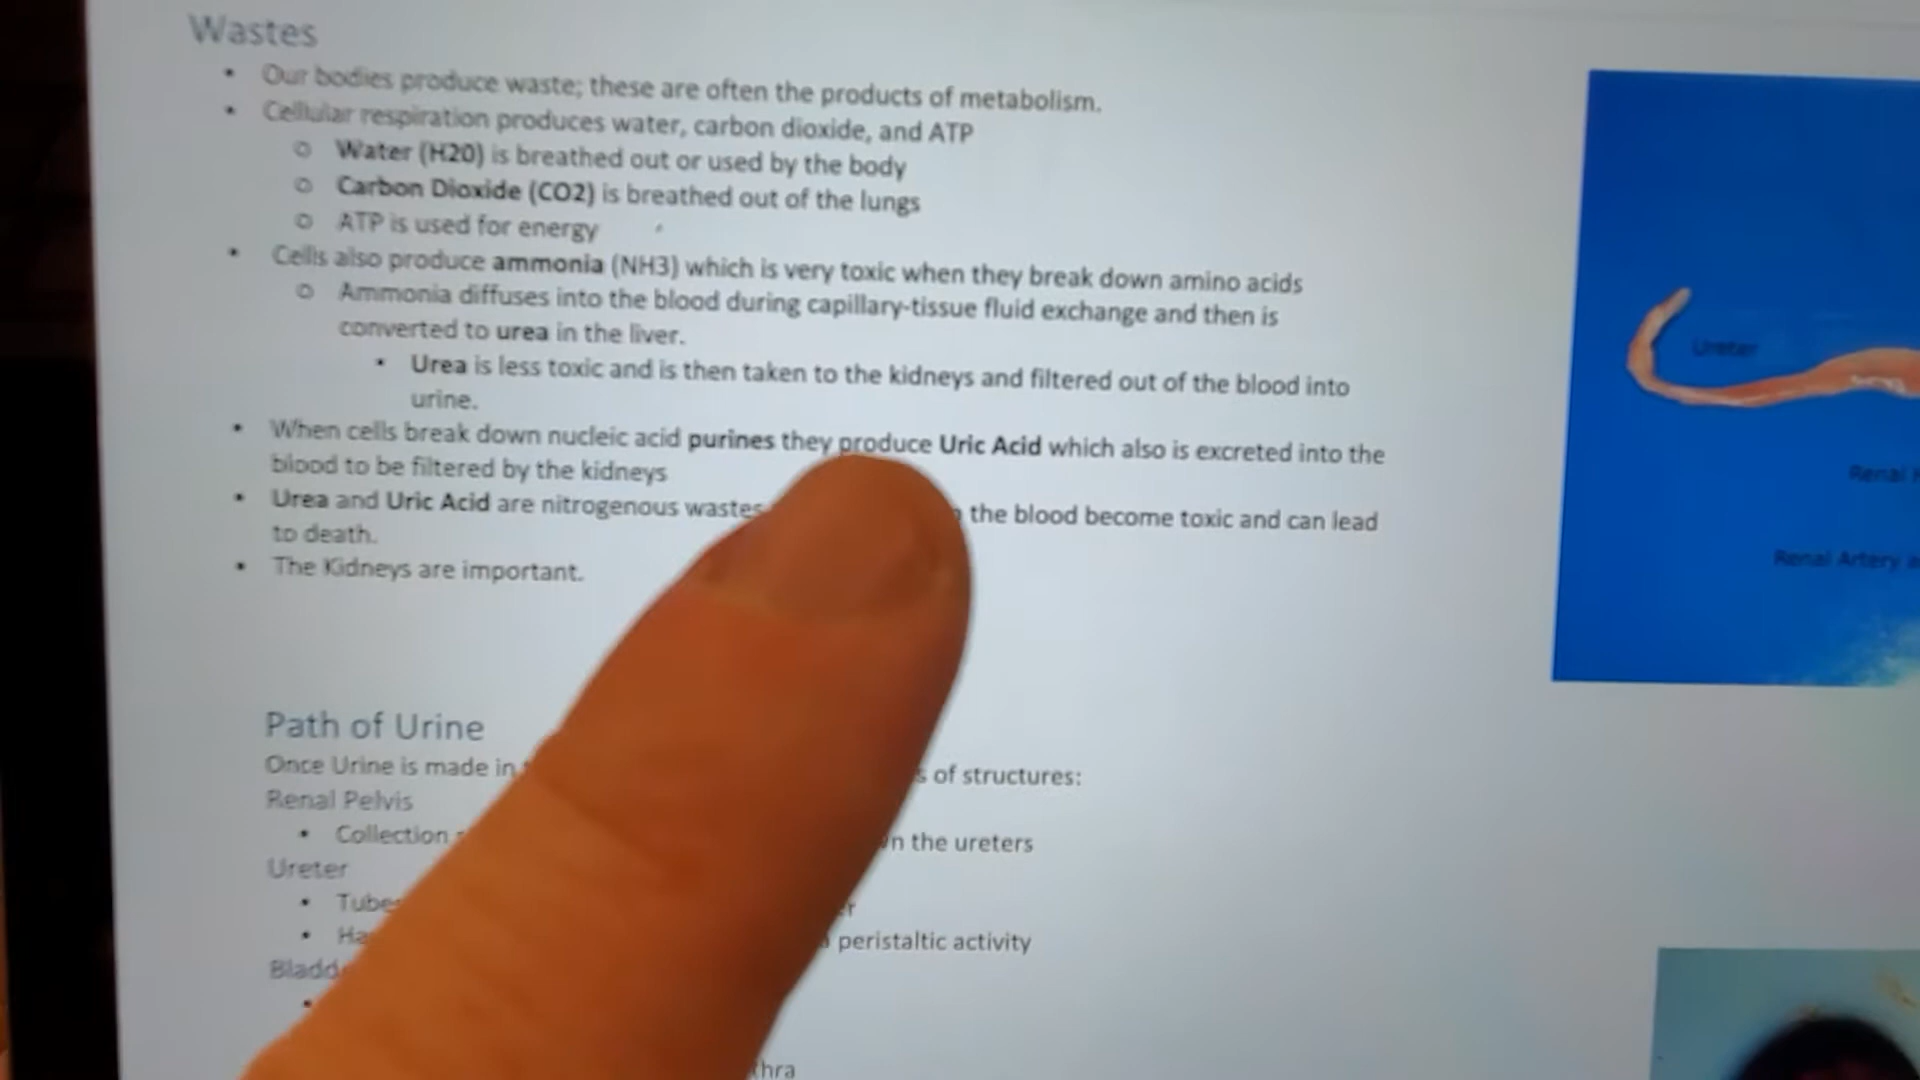 Wastes
• Our bodies produce waste; these are often the products of metabolism.
• Cellular respiration produces water, carbon dioxide, and ATP
o Water (H20) is breathed out or used by the body
o Carbon Dioxide (CO2) is breathed out of the lungs
o ATP is used for energy
• Cells also produce ammonia (NH3) which is very toxic when they break down amino acids
o Ammonia diffuses into the blood during capillary-tissue fluid exchange and then is
converted to urea in the liver.
• Urea is less toxic and is then taken to the kidneys and filtered out of the blood into
urine.
• When cells break down nucleic acid purines they produce Uric Acid which also is excreted into the
blood to be filtered by the kidneys
• Urea and Uric Acid are nitrogenous wastes the blood become toxic and can lead
to death.
• The Kidneys are important.
Ureter
Renal
Renal Artery
Path of Urine
Once Urine is made in of structures:
Renal Pelvis
• Collection the ureters
Ureter
•
• peristaltic activity